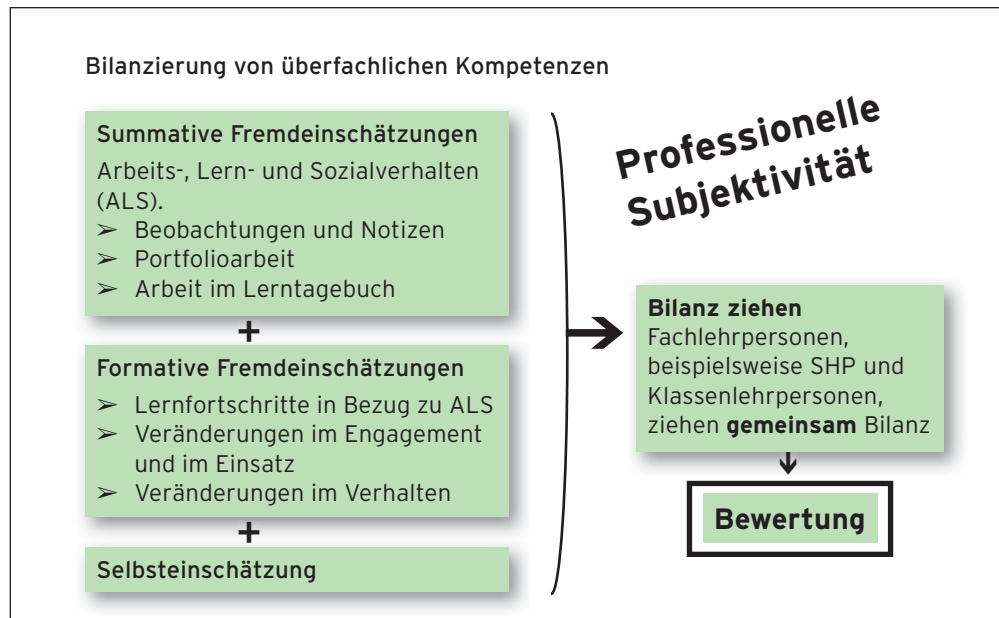 Bilanzierung von überfachlichen Kompetenzen
Summative Fremdeinschätzungen
Arbeits-, Lern- und Sozialverhalten
(ALS).
➢ Beobachtungen und Notizen
➢ Portfolioarbeit
➢ Arbeit im Lerntagebuch
+
Formative Fremdeinschätzungen
➢ Lernfortschritte in Bezug zu ALS
➢ Veränderungen im Engagement
und im Einsatz
➢ Veränderungen im Verhalten
+
Selbsteinschätzung
Professionelle
Subjektivität
Bilanz ziehen
Fachlehrpersonen,
beispielsweise SHP und
Klassenlehrpersonen,
ziehen gemeinsam Bilanz
Bewertung